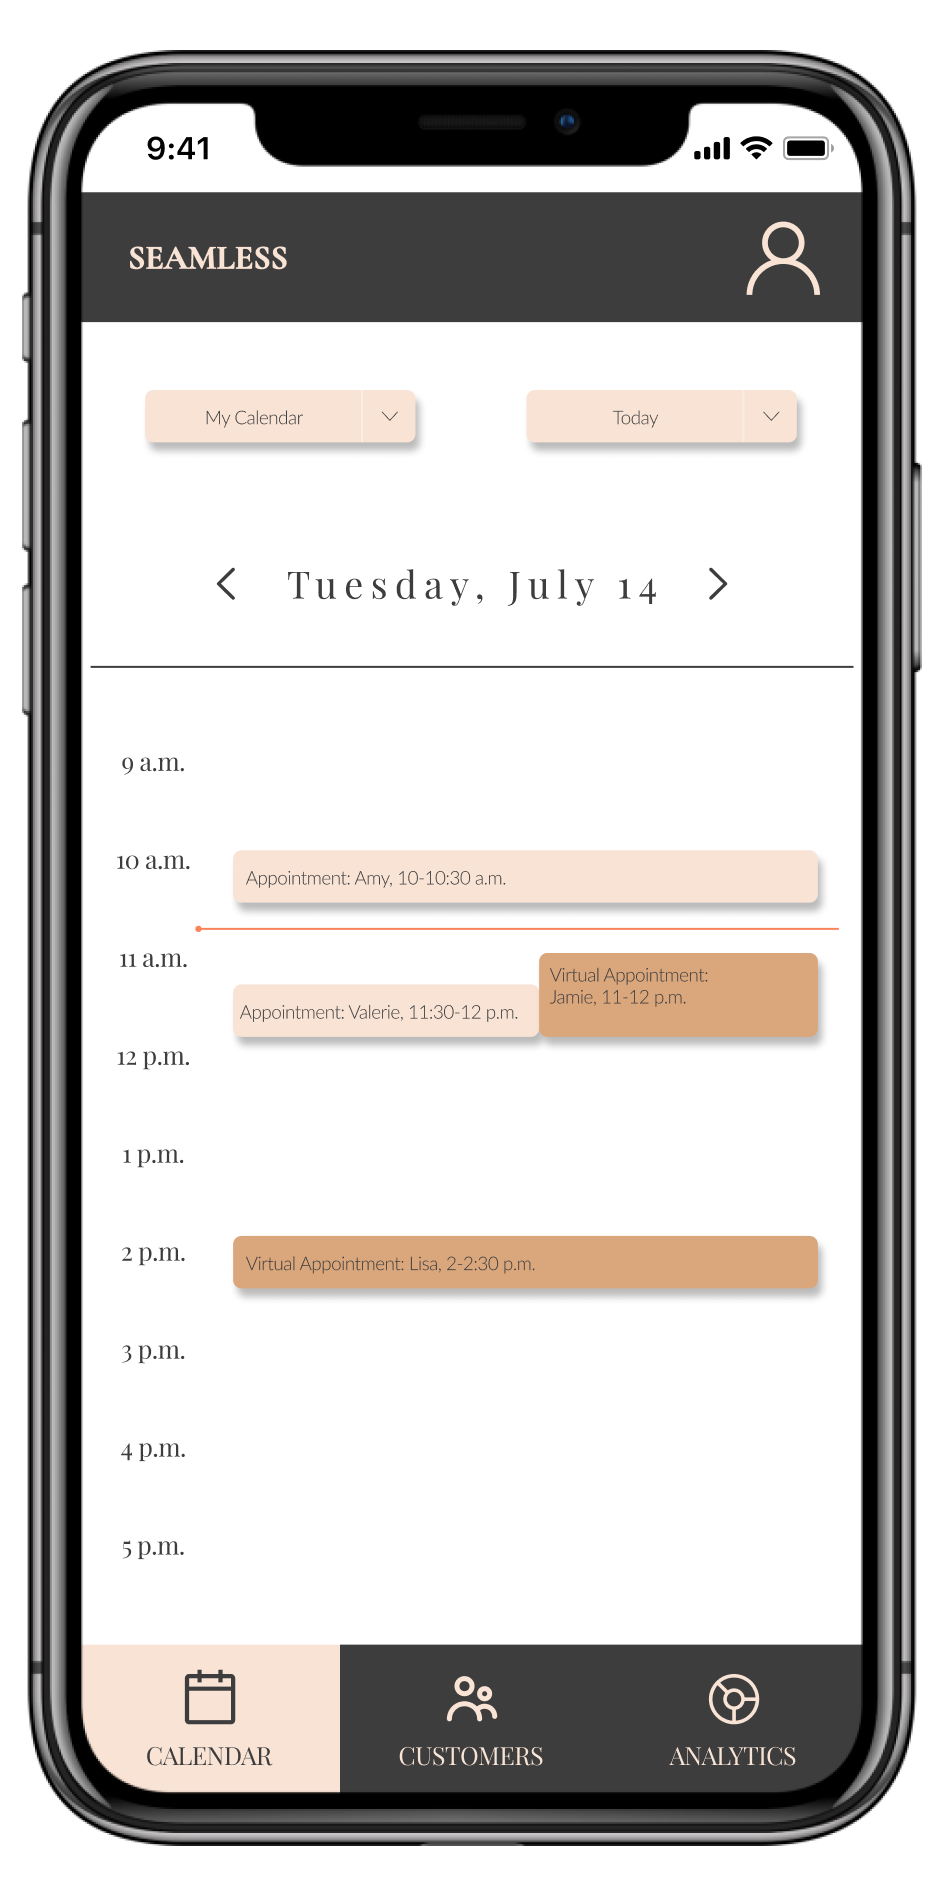 9:41
SEAMLESS
My Calendar
Today
Tuesday, July 14
9 a.m.
10 a.m.
Appointment: Amy, 10-10:30 a.m.
11 a.m.
Virtual Appointment:
Jamie, 11-12 p.m.
Appointment: Valerie, 11:30-12 p.m.
12 p.m.
1 p.m.
2 p.m.
Virtual Appointment: Lisa, 2-2:30 p.m.
3 p.m.
4 p.m.
5 p.m.
CALENDAR
CUSTOMERS
ANALYTICS